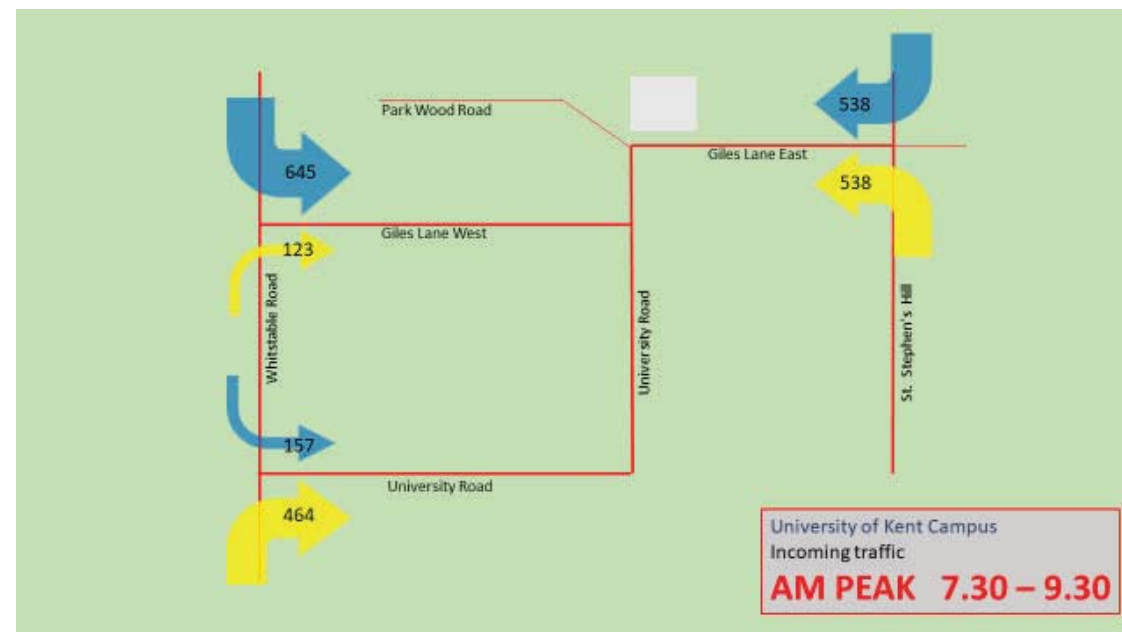 538
Park Wood Road
Giles Lane East
645
538
Giles Lane West
123
Whitstable Road
University Road
St. Stephen's Hill
157
University Road
464
University of Kent Campus
Incoming traffic
AM PEAK 7.30 – 9.30